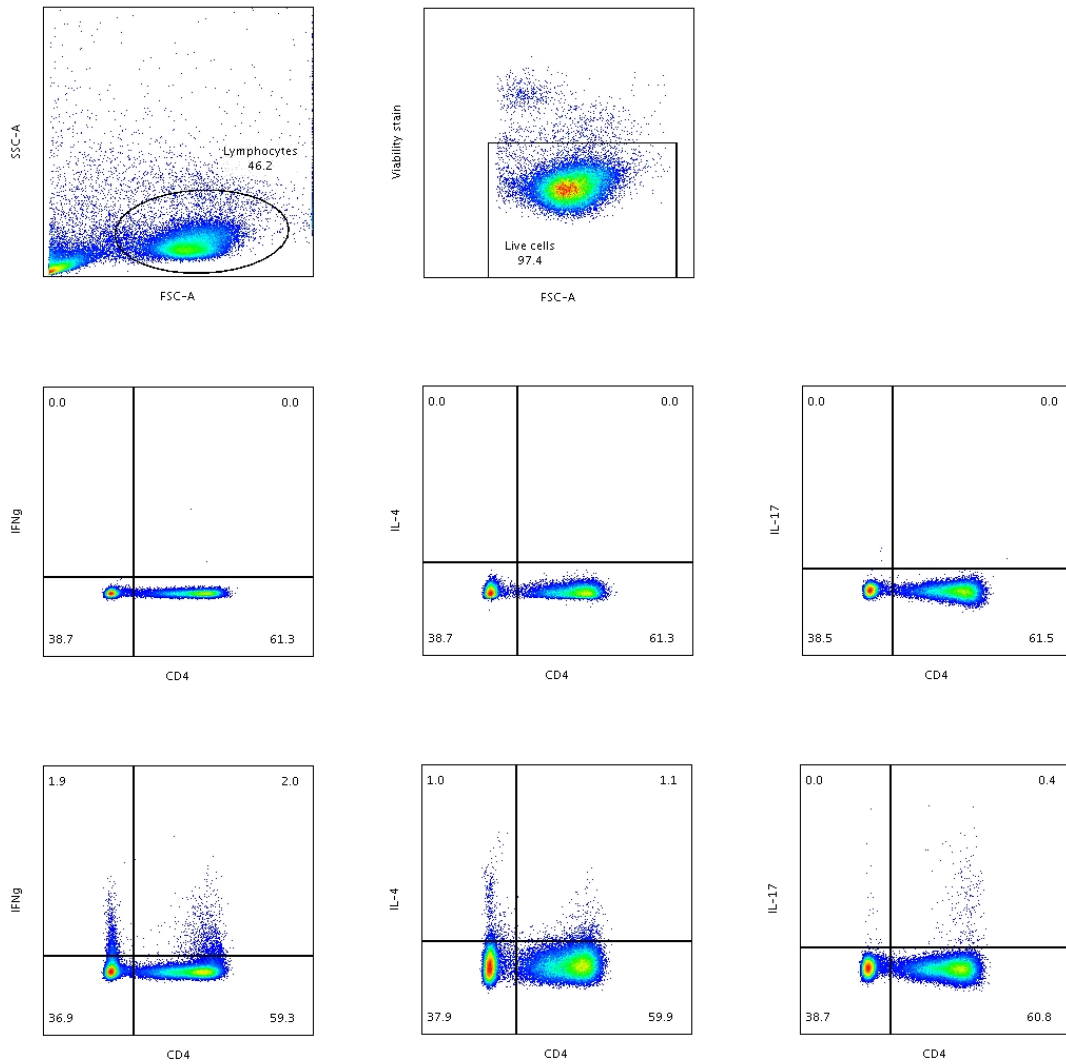 SSC-A
Lymphocytes
46.2
FSC-A
Viability stain
Live cells
97.4
FSC-A
IFNg
0.0 0.0
38.7 61.3
CD4
IL-4
0.0 0.0
38.7 61.3
CD4
IL-17
0.0 0.0
38.5 61.5
CD4
IFNg
1.9 2.0
36.9 59.3
CD4
IL-4
1.0 1.1
37.9 59.9
CD4
IL-17
0.0 0.4
38.7 60.8
CD4